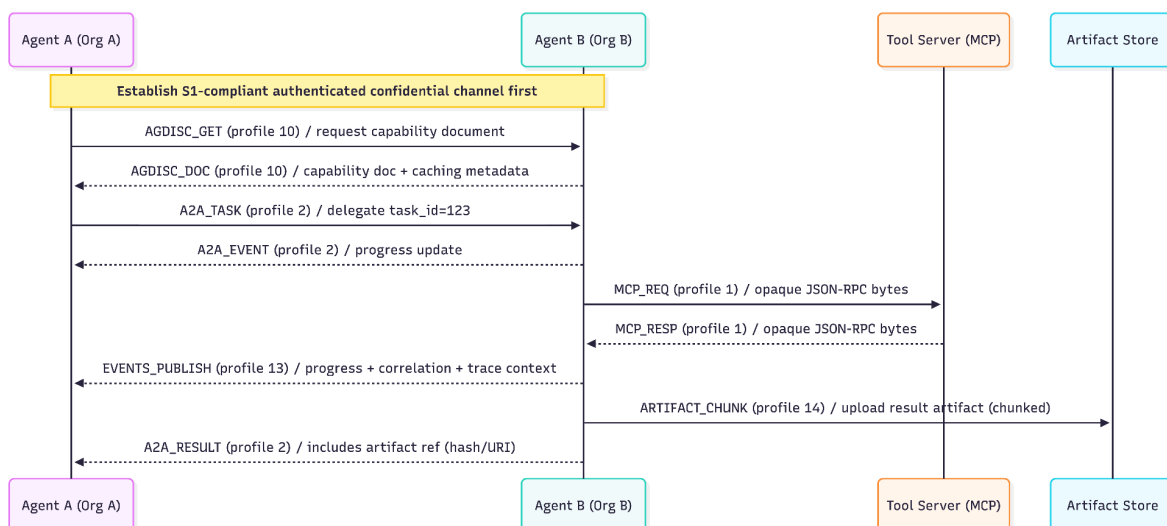 Agent A (Org A)
Agent B (Org B)
Tool Server (MCP)
Artifact Store
Establish S1-compliant authenticated confidential channel first
AGDISC_GET (profile 10) / request capability document
AGDISC_DOC (profile 10) / capability doc + caching metadata
A2A_TASK (profile 2) / delegate task_id=123
A2A_EVENT (profile 2) / progress update
MCP_REQ (profile 1) / opaque JSON-RPC bytes
MCP_RESP (profile 1) / opaque JSON-RPC bytes
EVENTS_PUBLISH (profile 13) / progress + correlation + trace context
ARTIFACT_CHUNK (profile 14) / upload result artifact (chunked)
A2A_RESULT (profile 2) / includes artifact ref (hash/URI)
Agent A (Org A)
Agent B (Org B)
Tool Server (MCP)
Artifact Store